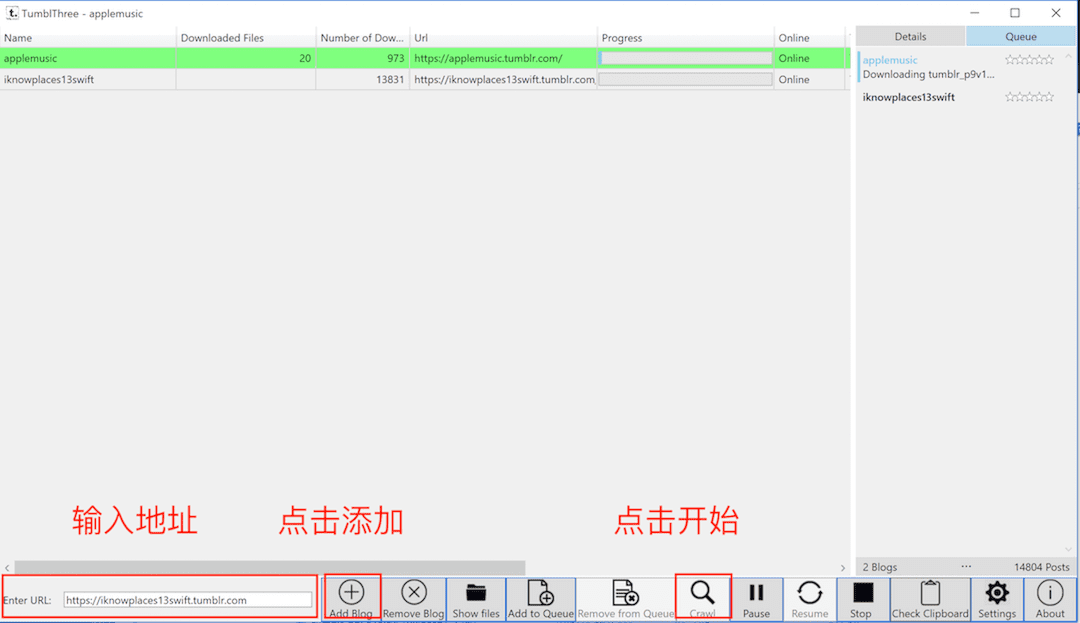 TumblThree - applemusic
Name Downloaded Files Number of Dow... Url Progress Online
applemusic 20 973 https://applemusic.tumblr.com/ Online
iknowplaces13swift 13831 https://iknowplaces13swift.tumblr.com Online
Details Queue
applemusic
Downloading tumblr_p9v1...
iknowplaces13swift
输入地址 点击添加 点击开始
2 Blogs ... 14804 Posts
Enter URL: https://iknowplaces13swift.tumblr.com
Add Blog Remove Blog Show files Add to Queue Remove from Queue Crawl Pause Resume Stop Check Clipboard Settings About